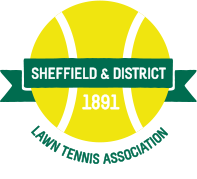 SHEFFIELD & DISTRICT
1891
LAWN TENNIS ASSOCIATION